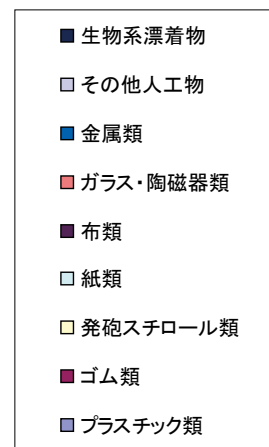 生物系漂着物
その他人工物
金属類
ガラス・陶磁器類
布類
紙類
発砲スチロール類
ゴム類
プラスチック類